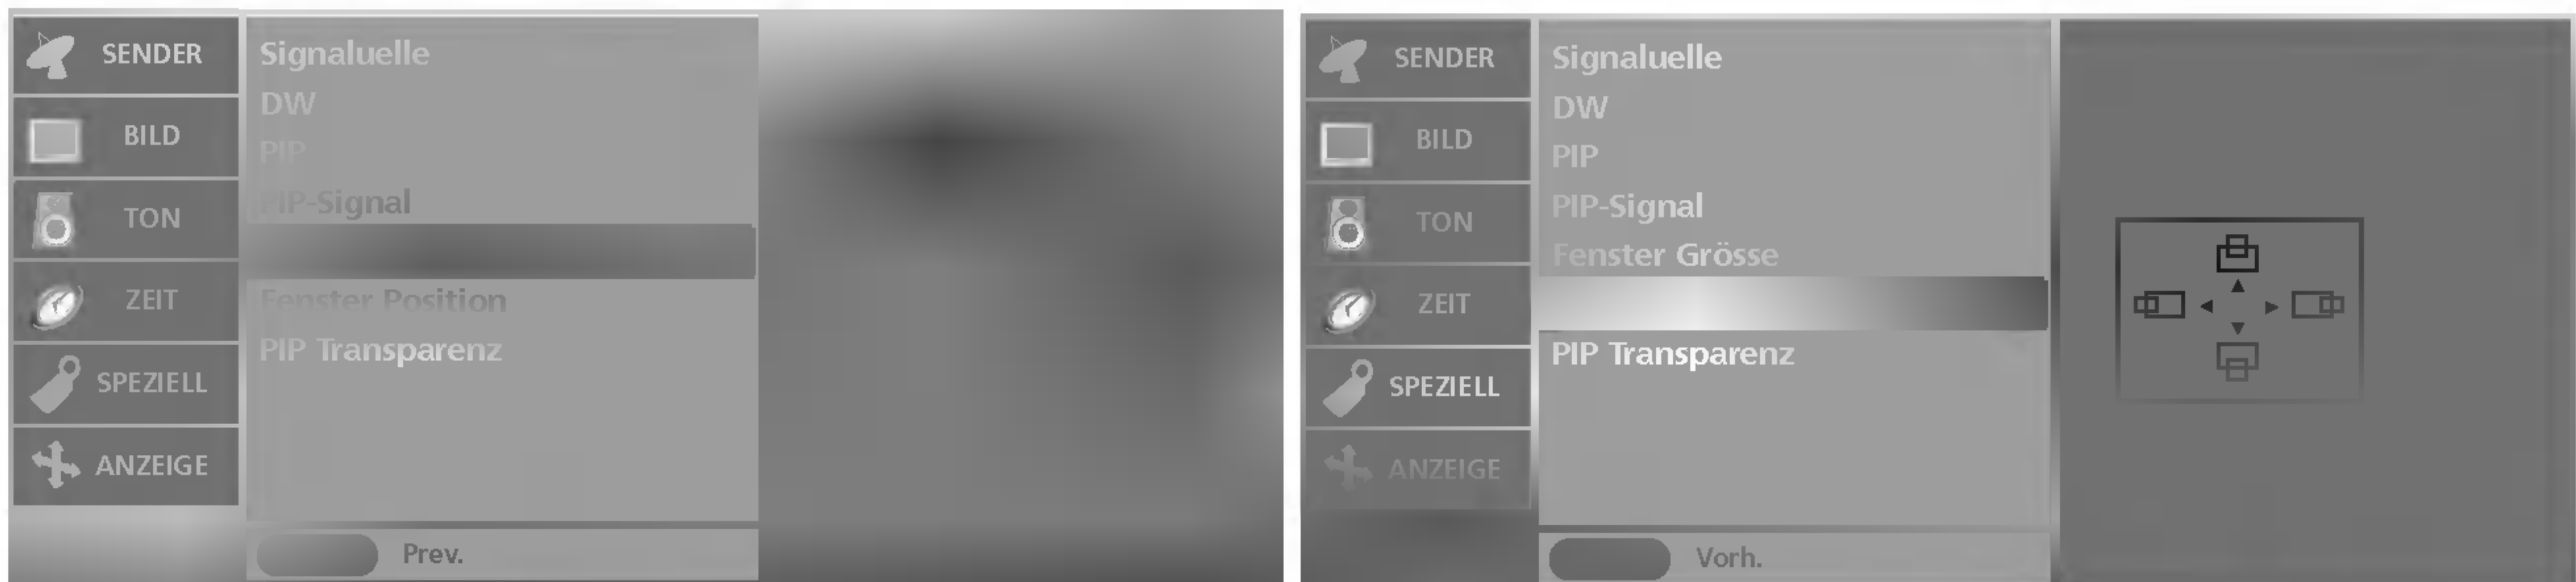 SENDER
BILD
TON
ZEIT
SPEZIELL
ANZEIGE
Signaluelle
DW
PIP
PIP-Signal
Fenster Position
PIP Transparenz
Prev.
SENDER
BILD
TON
ZEIT
SPEZIELL
ANZEIGE
Signaluelle
DW
PIP
PIP-Signal
Fenster Grösse
PIP Transparenz
Vorh.